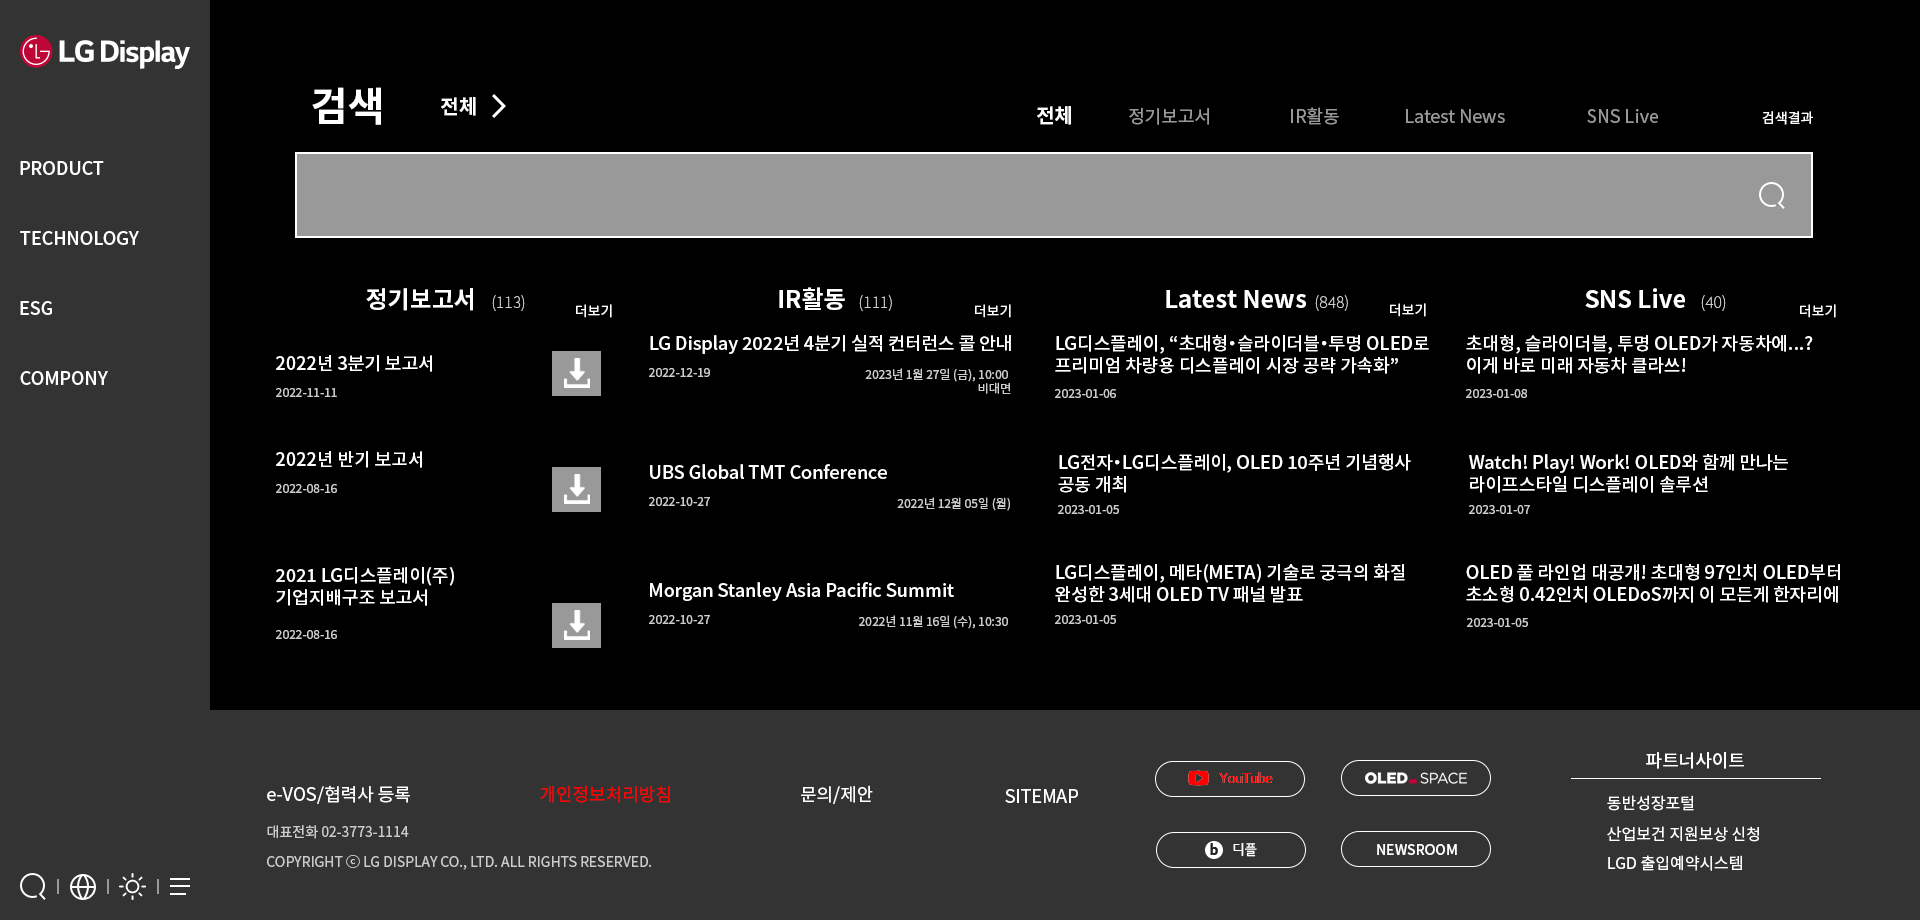 LG Display
PRODUCT
TECHNOLOGY
ESG
COMPONY
검색
전체
전체
정기보고서
IR활동
Latest News
SNS Live
검색결과
정기보고서 (113)
더보기
2022년 3분기 보고서
2022-11-11
2022년 반기 보고서
2022-08-16
2021 LG디스플레이(주)
기업지배구조 보고서
2022-08-16
IR활동 (111)
더보기
LG Display 2022년 4분기 실적 컨터런스 콜 안내
2022-12-19
2023년 1월 27일 (금), 10:00
비대면
UBS Global TMT Conference
2022-10-27
2022년 12월 05일 (월)
Morgan Stanley Asia Pacific Summit
2022-10-27
2022년 11월 16일 (수), 10:30
Latest News (848)
더보기
LG디스플레이, “초대형•슬라이더블•투명 OLED로
프리미엄 차량용 디스플레이 시장 공략 가속화”
2023-01-06
LG전자•LG디스플레이, OLED 10주년 기념행사
공동 개최
2023-01-05
LG디스플레이, 메타(META) 기술로 궁극의 화질
완성한 3세대 OLED TV 패널 발표
2023-01-05
SNS Live (40)
더보기
초대형, 슬라이더블, 투명 OLED가 자동차에...?
이게 바로 미래 자동차 클라쓰!
2023-01-08
Watch! Play! Work! OLED와 함께 만나는
라이프스타일 디스플레이 솔루션
2023-01-07
OLED 풀 라인업 대공개! 초대형 97인치 OLED부터
초소형 0.42인치 OLEDoS까지 이 모든게 한자리에
2023-01-05
e-VOS/협력사 등록
개인정보처리방침
문의/제안
SITEMAP
대표전화 02-3773-1114
COPYRIGHT ⓒ LG DISPLAY CO., LTD. ALL RIGHTS RESERVED.
YouTube
OLED SPACE
b 디플
NEWSROOM
파트너사이트
동반성장포털
산업보건 지원보상 신청
LGD 출입예약시스템